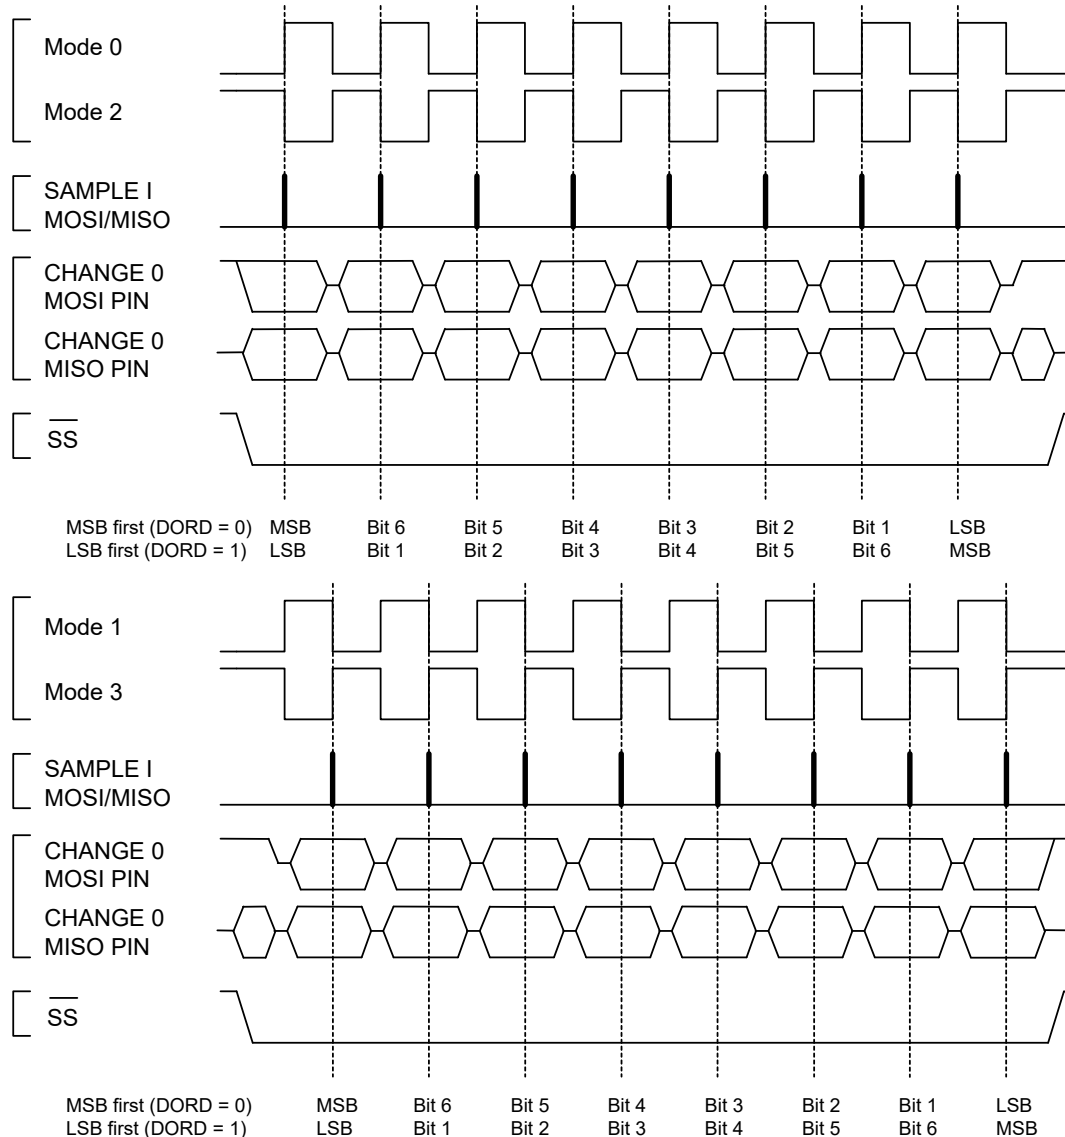 Mode 0
Mode 2
SAMPLE I
MOSI/MISO
CHANGE 0
MOSI PIN
CHANGE 0
MISO PIN
SS
MSB first (DORD = 0) MSB Bit 6 Bit 5 Bit 4 Bit 3 Bit 2 Bit 1 LSB
LSB first (DORD = 1) LSB Bit 1 Bit 2 Bit 3 Bit 4 Bit 5 Bit 6 MSB
Mode 1
Mode 3
SAMPLE I
MOSI/MISO
CHANGE 0
MOSI PIN
CHANGE 0
MISO PIN
SS
MSB first (DORD = 0) MSB Bit 6 Bit 5 Bit 4 Bit 3 Bit 2 Bit 1 LSB
LSB first (DORD = 1) LSB Bit 1 Bit 2 Bit 3 Bit 4 Bit 5 Bit 6 MSB